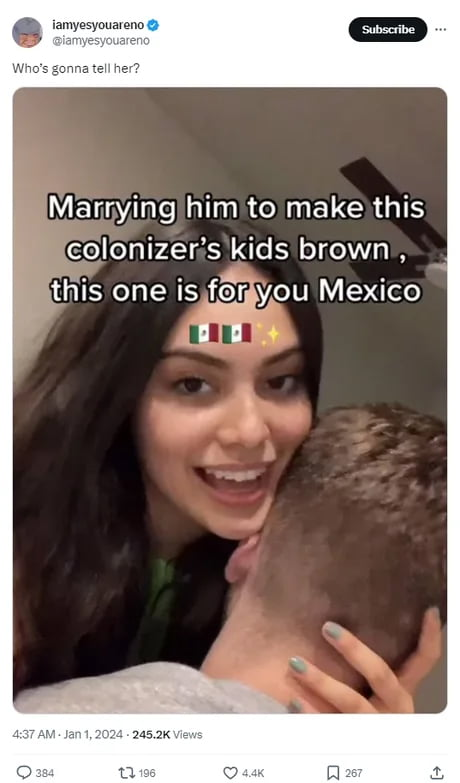 iamyesyouareno
@iamyesyouareno
Subscribe
Who's gonna tell her?
Marrying him to make this
colonizer's kids brown ,
this one is for you Mexico
🇲🇽🇲🇽✨
4:37 AM · Jan 1, 2024 · 245.2K Views
384 196 4.4K 267